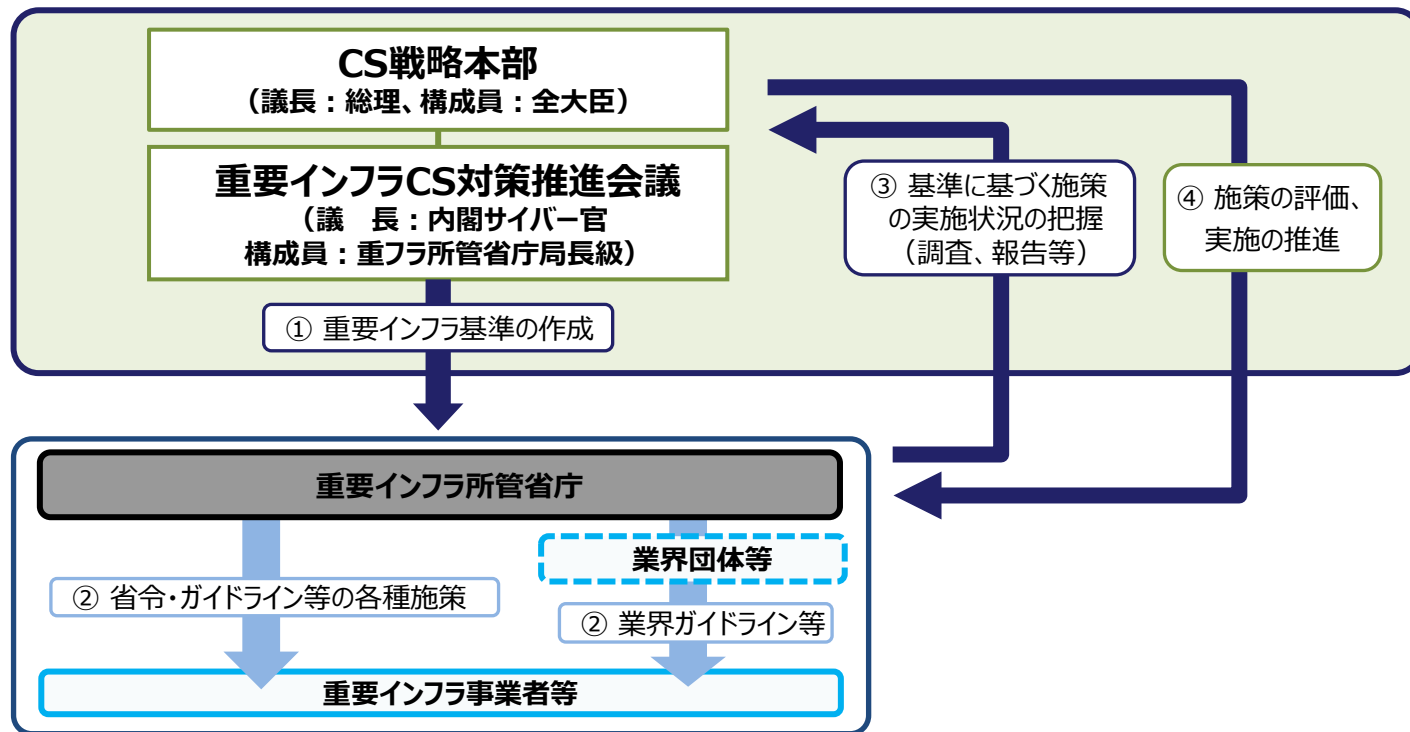 CS戦略本部
（議長：総理、構成員：全大臣）
重要インフラCS対策推進会議
（議　長：内閣サイバー官
構成員：重フラ所管省庁局長級）
① 重要インフラ基準の作成
③ 基準に基づく施策
の実施状況の把握
（調査、報告等）
④ 施策の評価、
実施の推進
重要インフラ所管省庁
業界団体等
② 省令・ガイドライン等の各種施策
② 業界ガイドライン等
重要インフラ事業者等